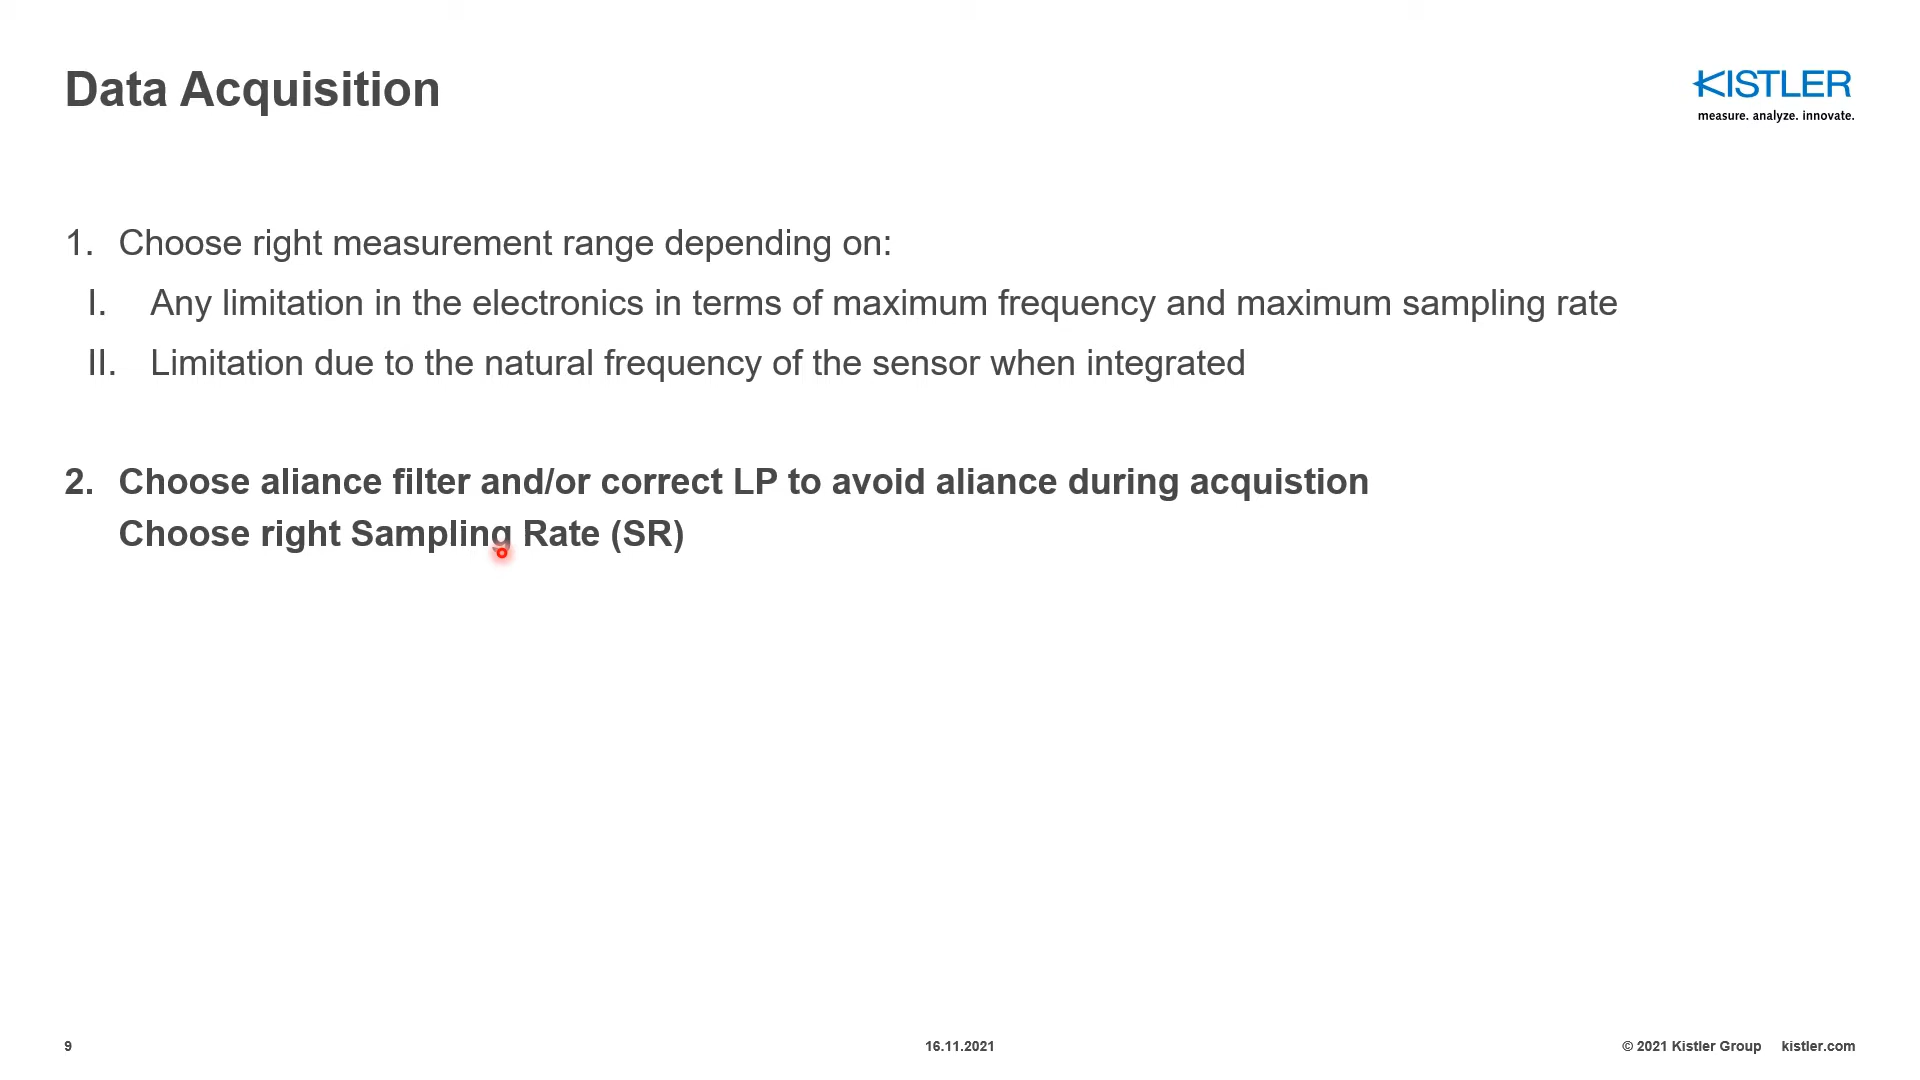 Data Acquisition
KISTLER
measure. analyze. innovate.
1. Choose right measurement range depending on:
I. Any limitation in the electronics in terms of maximum frequency and maximum sampling rate
II. Limitation due to the natural frequency of the sensor when integrated
2. Choose aliance filter and/or correct LP to avoid aliance during acquistion
Choose right Sampling Rate (SR)
9
16.11.2021
© 2021 Kistler Group kistler.com